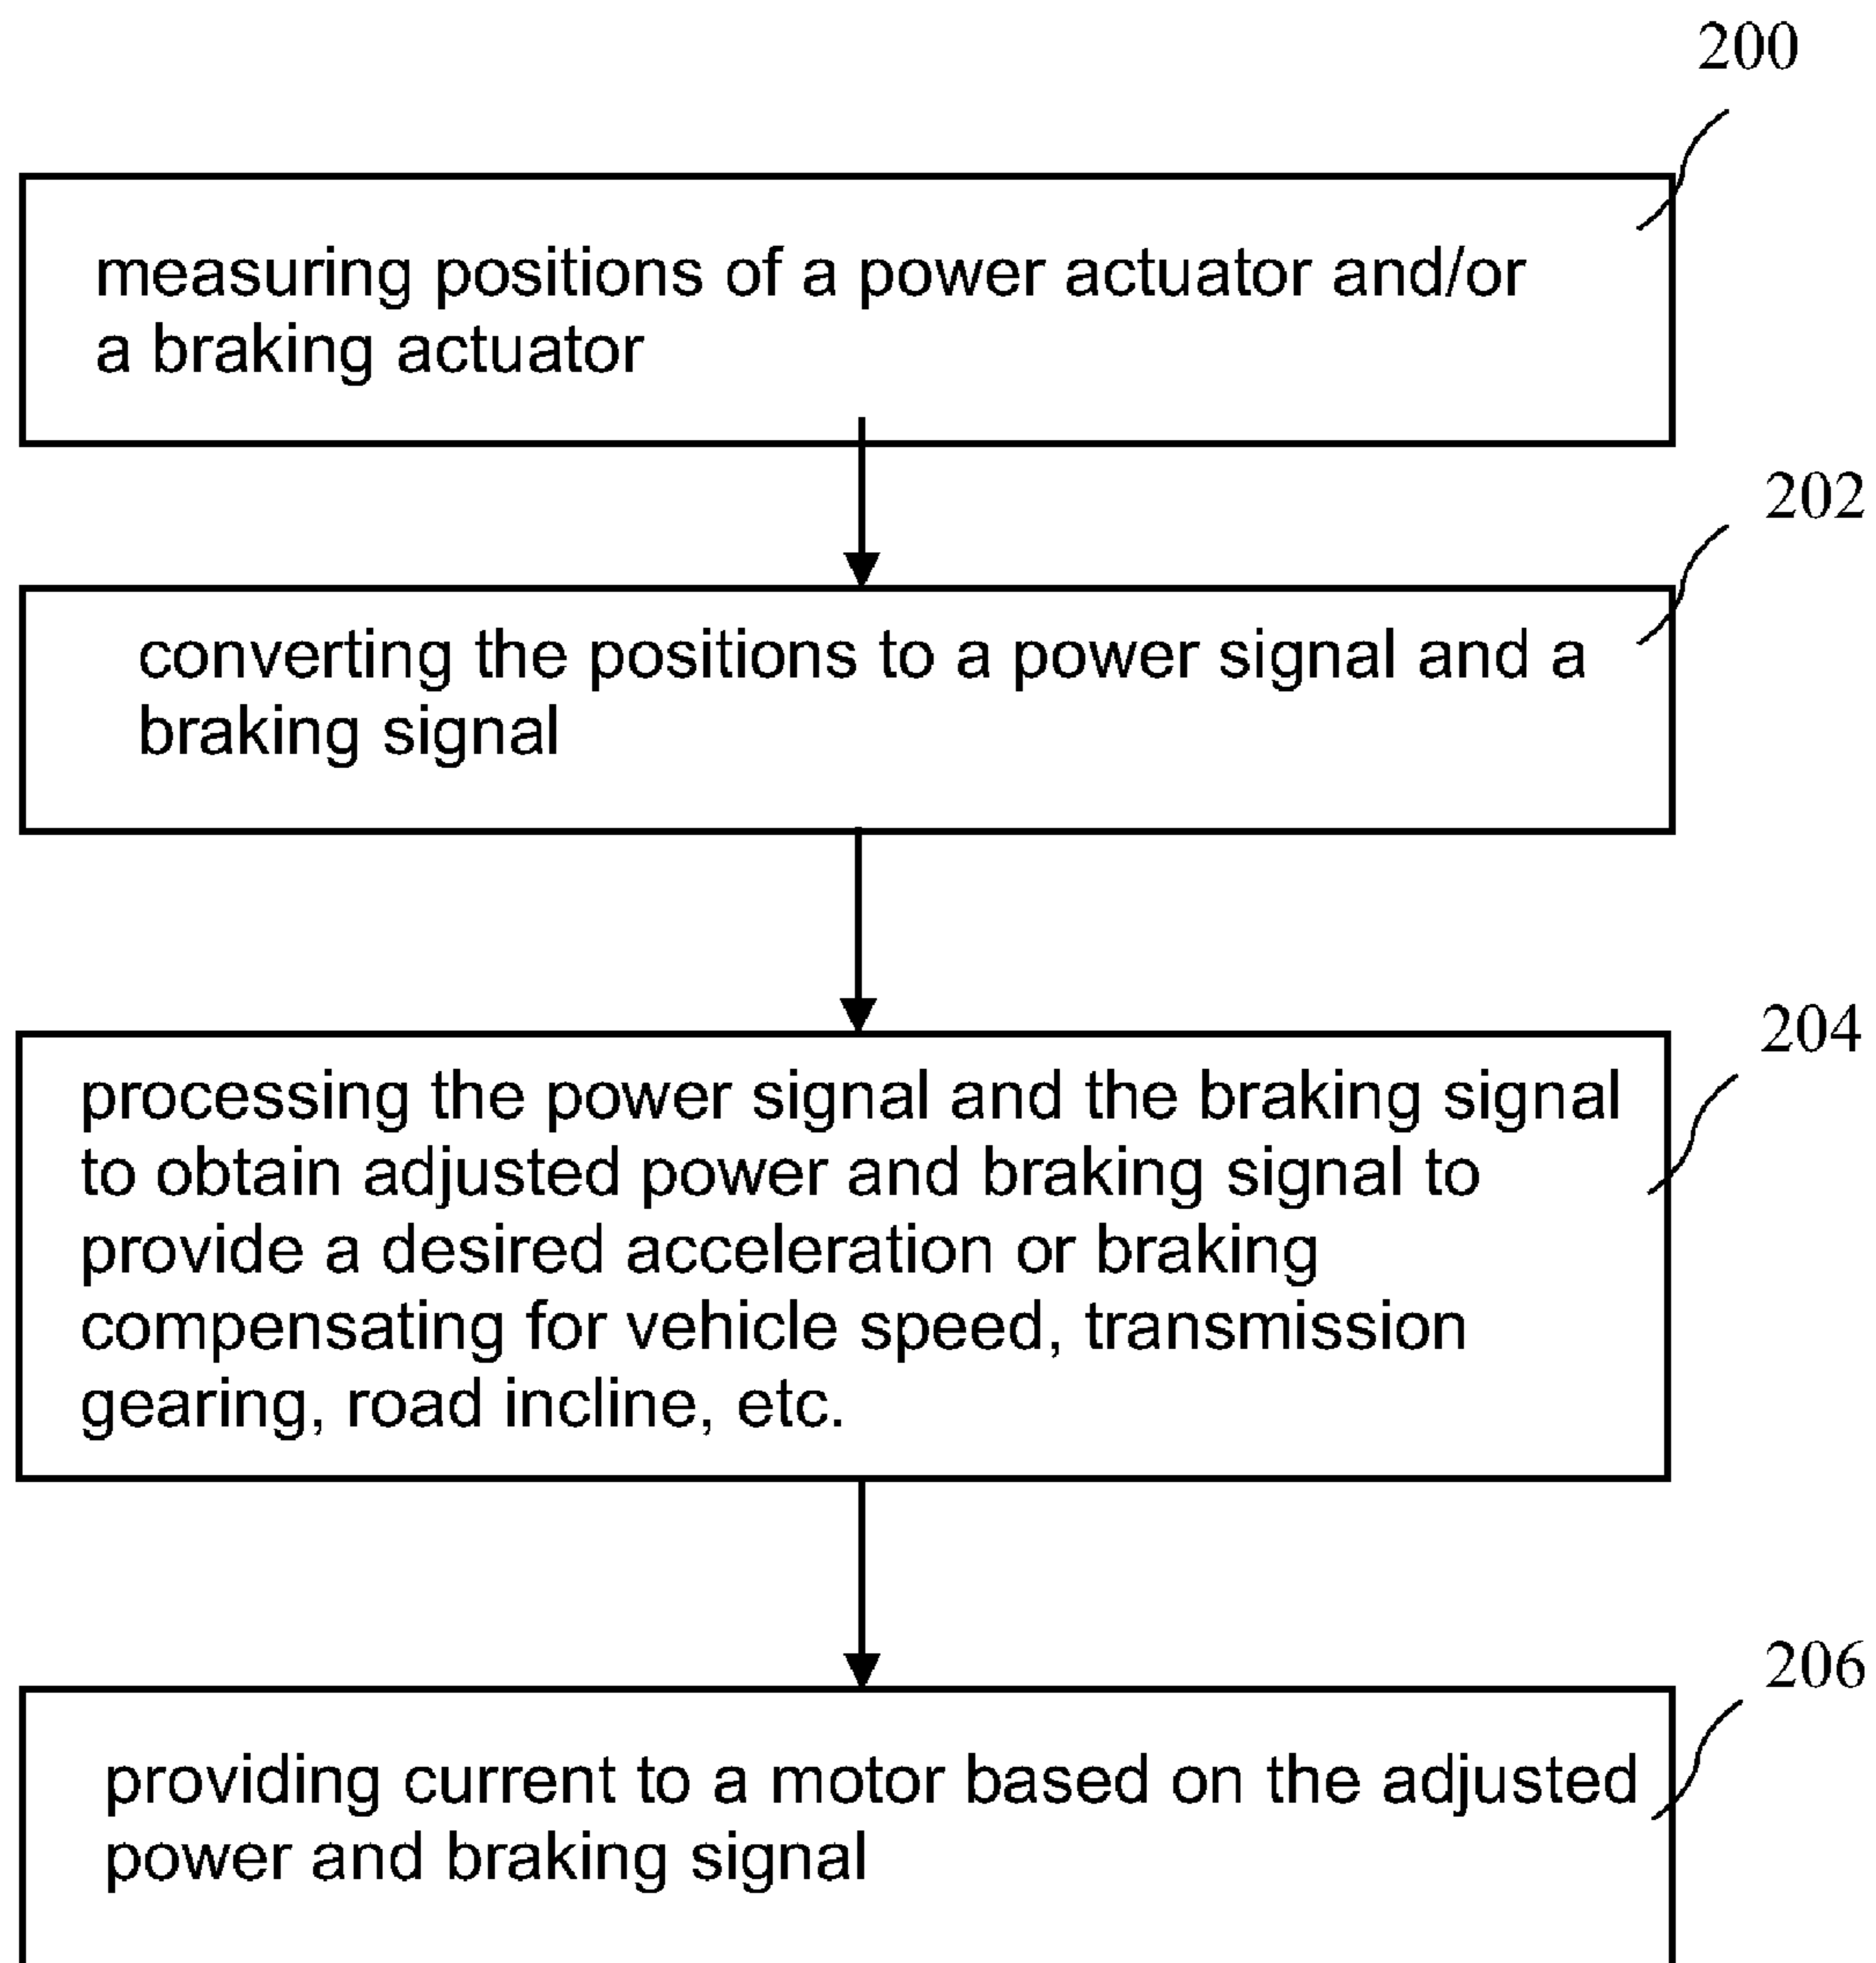 200
measuring positions of a power actuator and/or
a braking actuator
202
converting the positions to a power signal and a
braking signal
204
processing the power signal and the braking signal
to obtain adjusted power and braking signal to
provide a desired acceleration or braking
compensating for vehicle speed, transmission
gearing, road incline, etc.
206
providing current to a motor based on the adjusted
power and braking signal